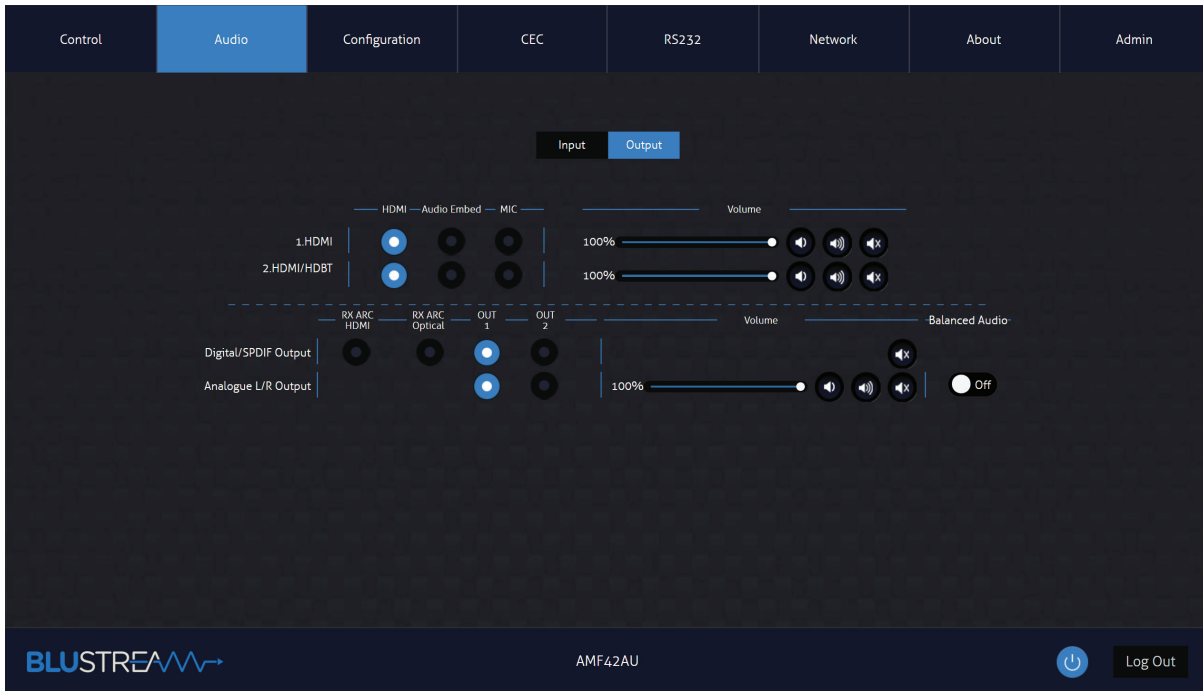 Control Audio Configuration CEC RS232 Network About Admin
Input Output
HDMI Audio Embed MIC Volume
1.HDMI 100%
2.HDMI/HDBT 100%
RX ARC HDMI RX ARC Optical OUT 1 OUT 2 Volume Balanced Audio
Digital/SPDIF Output
Analogue L/R Output 100% Off
BLUSTREAM AMF42AU Log Out